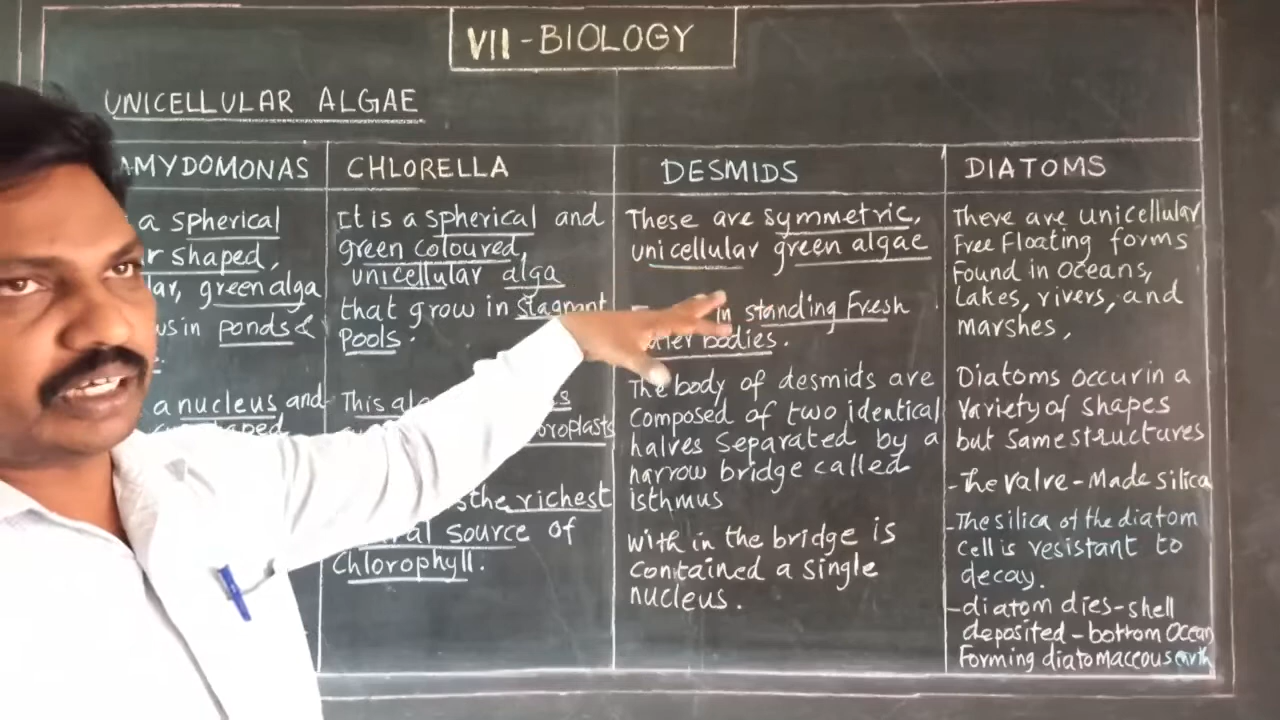 VII - BIOLOGY
UNICELLULAR ALGAE
AMYDOMONAS
a spherical
shaped,
green alga
in ponds &
a nucleus and
CHLORELLA
It is a spherical and
green coloured,
unicellular alga
that grow in stagnant
Pools.
This
the richest
source of
Chlorophyll.
DESMIDS
These are symmetric,
unicellular green algae
in standing Fresh
bodies.
The body of desmids are
composed of two identical
halves separated by a
narrow bridge called
isthmus
with in the bridge is
contained a single
nucleus.
DIATOMS
There are unicellular
Free Floating forms
Found in oceans,
Lakes, rivers, and
marshes,
Diatoms occur in a
variety of shapes
but same structures
- The valve - Made silica
- The silica of the diatom
cell is resistant to
decay.
- diatom dies - shell
deposited - bottom Ocean
Forming diatomaceous earth